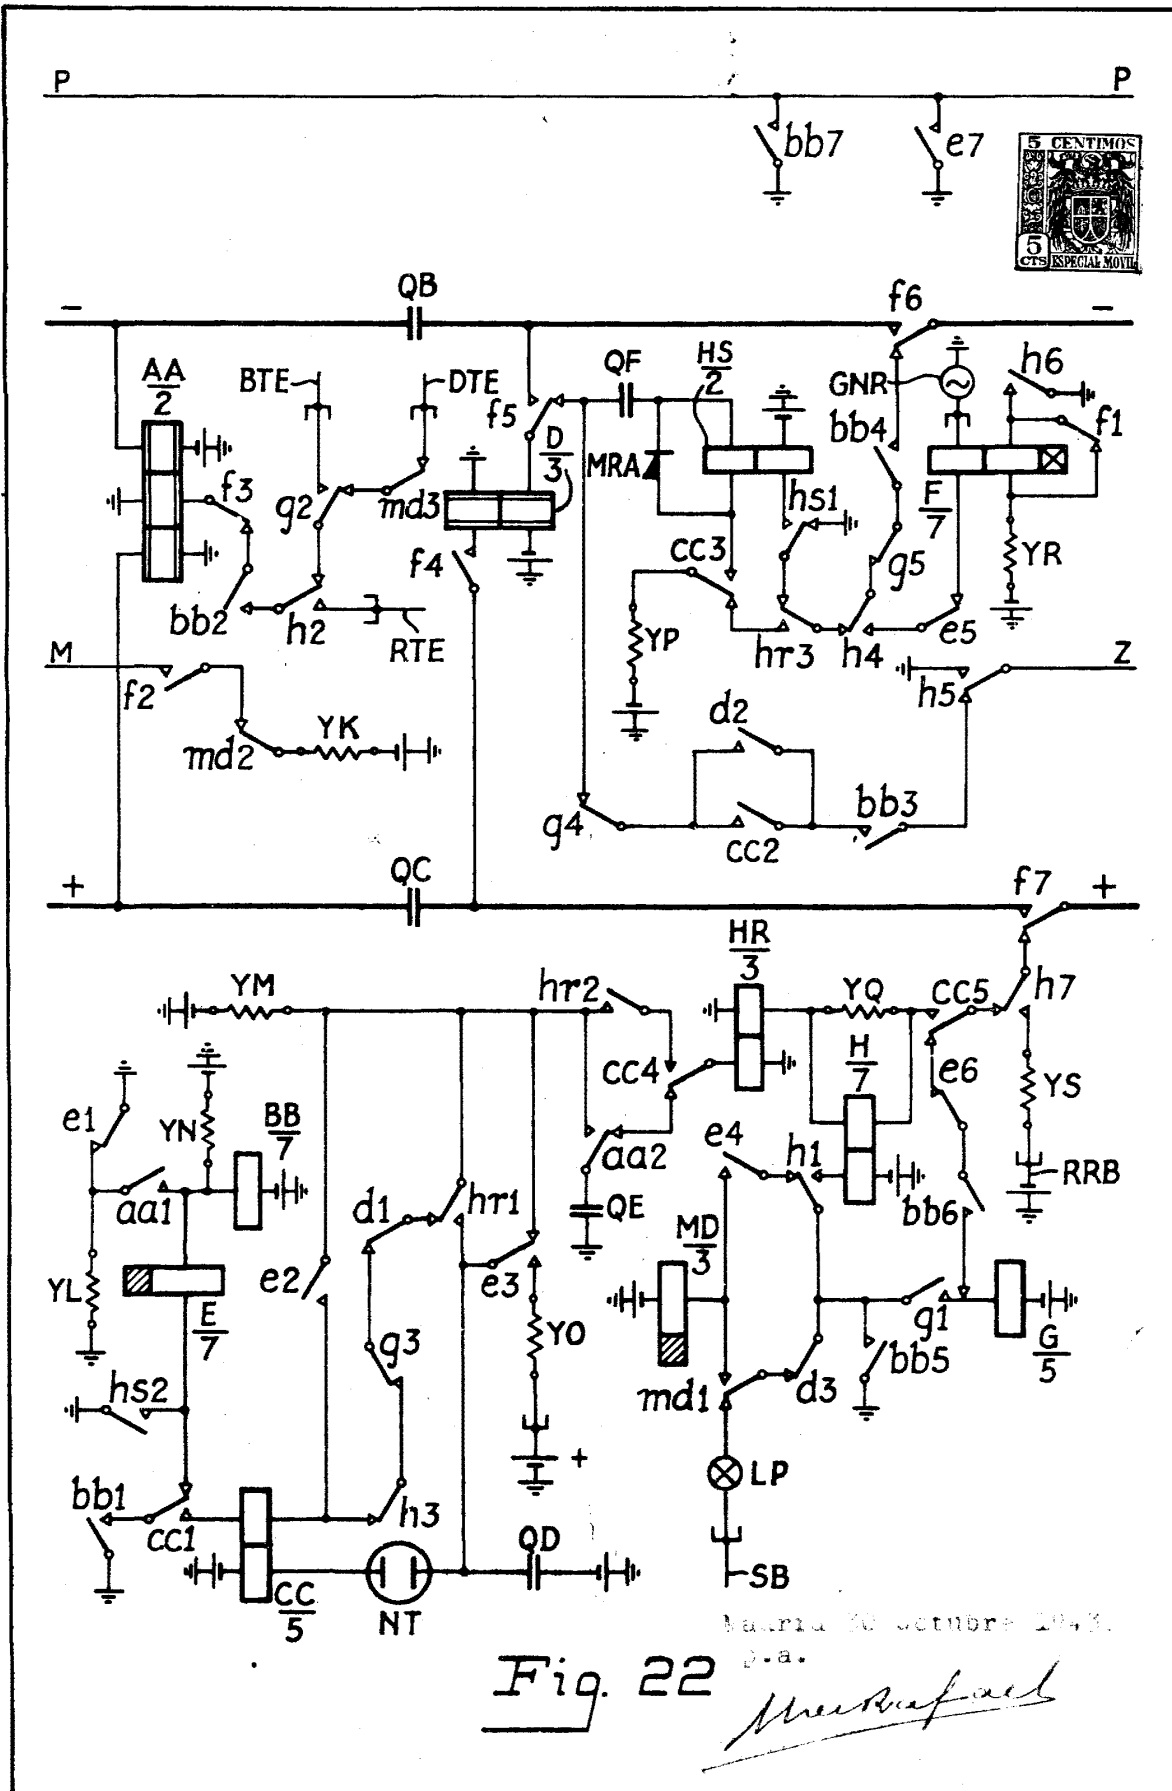 P P
bb7 e7
5 CENTIMOS
5
CTS ESPECIAL MOVIL
QB f6
- -
AA
2
BTE DTE QF HS
2
GNR h6
f5 bb4 f1
D
3
MRA
f3 g2 md3 hs1 F
7
f4 cc3 g5 YR
bb2 h2 RTE YP hr3 h4 e5
M Z
f2 h5
YK d2
md2 bb3
g4 cc2
QC f7
+ +
HR
3
YM hr2 YQ cc5 h7
H
7
cc4 e6
e1 YN BB
7
YS
e4 h1
aa1 aa2 RRB
d1 hr1 QE bb6
MD
3
YL e2 e3
E
7
g3 YO g1 G
5
bb5
hs2 md1 d3
+
LP
bb1 cc1 h3
QD
SB
CC
5
NT
Madrid 30 octubre 1943.
p.a.
Fig. 22